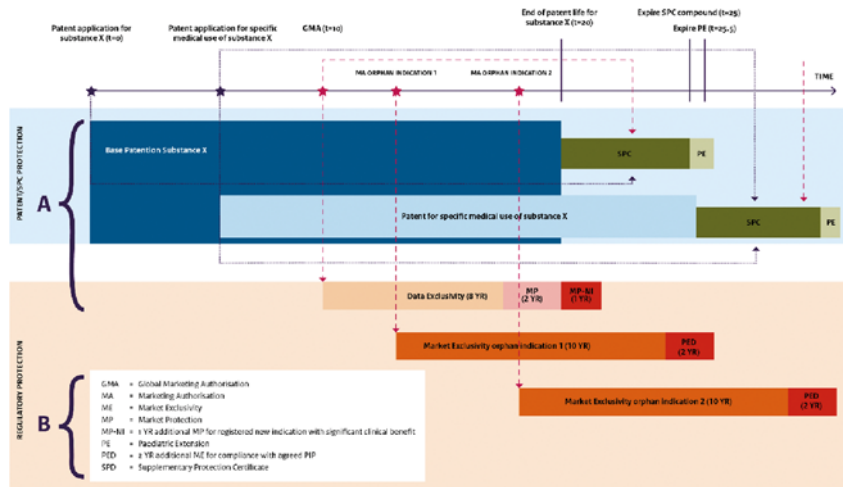 Patent application for
substance X (t=0)
Patent application for specific
medical use of substance X
GMA (t=10)
End of patent life for
substance X (t=20)
Expire SPC compound (t=25)
Expire PE (t=25.5)
MA ORPHAN INDICATION 1
MA ORPHAN INDICATION 2
TIME
PATENT/SPC PROTECTION
A
Base Patention Substance X
SPC
PE
Patent for specific medical use of substance X
SPC
PE
REGULATORY PROTECTION
Data Exclusivity (8 YR)
MP
(2 YR)
MP-NI
(1 YR)
Market Exclusivity orphan indication 1 (10 YR)
PED
(2 YR)
Market Exclusivity orphan indication 2 (10 YR)
PED
(2 YR)
B
GMA = Global Marketing Authorisation
MA = Marketing Authorisation
ME = Market Exclusivity
MP = Market Protection
MP-NI = 1 YR additional MP for registered new indication with significant clinical benefit
PE = Paediatric Extension
PED = 2 YR additional ME for compliance with agreed PIP
SPD = Supplementary Protection Certificate